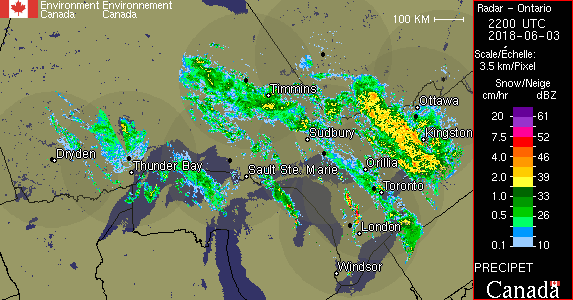 Environment Environnement
Canada Canada
100 KM
Radar - Ontario
2200 UTC
2018-06-03
Scale/Échelle:
3.5 km/Pixel
Snow/Neige
cm/hr dBZ
20 61
7.5 52
4.0 46
2.0 39
1.0 33
0.5 26
0.1 10
PRECIPET
Canada
Timmins
Ottawa
Sudbury
Kingston
Dryden
Thunder Bay
Sault Ste. Marie
Orillia
Toronto
London
Windsor